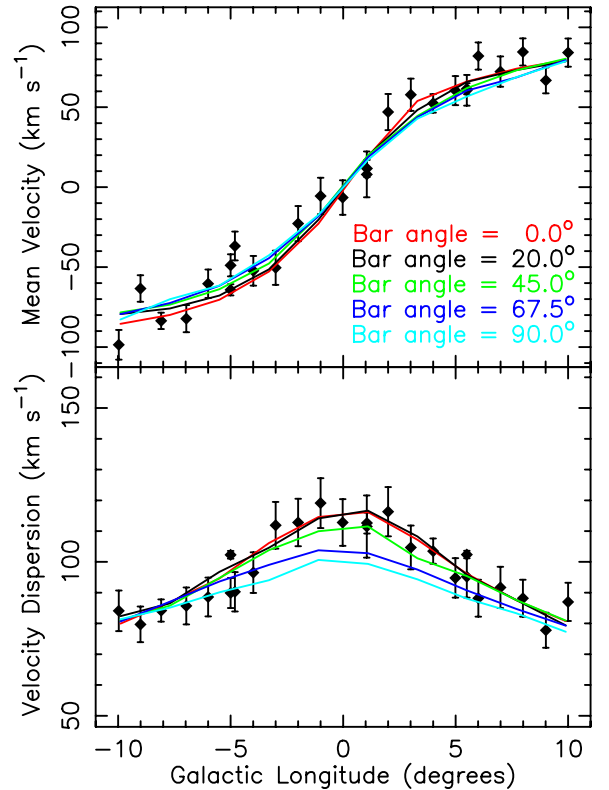 100
50
0
−50
−100
Mean Velocity (km s⁻¹)
Bar angle = 0.0°
Bar angle = 20.0°
Bar angle = 45.0°
Bar angle = 67.5°
Bar angle = 90.0°
150
100
50
Velocity Dispersion (km s⁻¹)
−10 −5 0 5 10
Galactic Longitude (degrees)